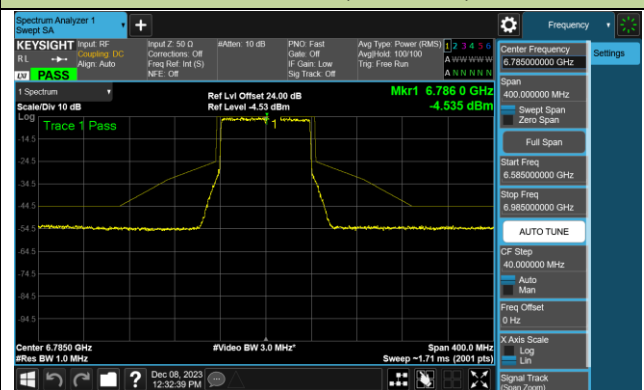 Spectrum Analyzer 1
Swept SA
Frequency
KEYSIGHT
Input: RF
Input Z: 50 Ω
#Atten: 10 dB
PNO: Fast
Avg Type: Power (RMS)
1 2 3 4 5 6
RL
Coupling: DC
Corrections: Off
Gate: Off
Avg|Hold: 100/100
A W W W W W
Align: Auto
Freq Ref: Int (S)
IF Gain: Low
Trig: Free Run
LXI
PASS
NFE: Off
Sig Track: Off
A N N N N N
Center Frequency
6.785000000 GHz
Settings
Span
400.000000 MHz
Swept Span
Zero Span
Full Span
Start Freq
6.585000000 GHz
Stop Freq
6.985000000 GHz
AUTO TUNE
CF Step
40.000000 MHz
Auto
Man
Freq Offset
0 Hz
X Axis Scale
Log
Lin
Signal Track
(Span Zoom)
1 Spectrum
Scale/Div 10 dB
Ref Lvl Offset 24.00 dB
Ref Level -4.53 dBm
Mkr1 6.786 0 GHz
-4.535 dBm
Log
Trace 1 Pass
1
-14.5
-24.5
-34.5
-44.5
-54.5
-64.5
-74.5
-84.5
-94.5
Center 6.7850 GHz
#Video BW 3.0 MHz*
Span 400.0 MHz
#Res BW 1.0 MHz
Sweep ~1.71 ms (2001 pts)
?
Dec 08, 2023
12:32:39 PM